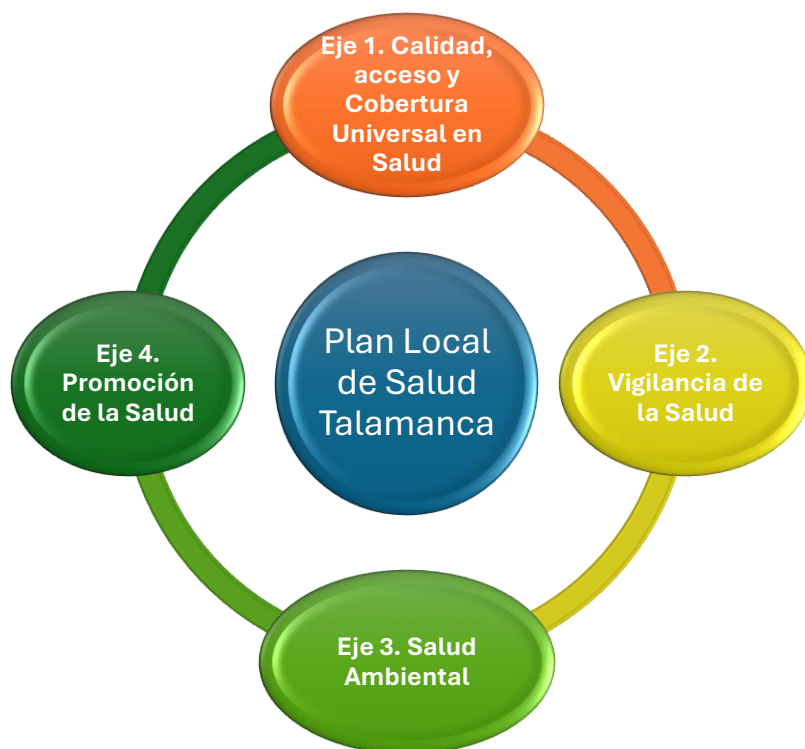 Eje 1. Calidad,
acceso y
Cobertura
Universal en
Salud
Eje 4.
Promoción
de la Salud
Plan Local
de Salud
Talamanca
Eje 2.
Vigilancia de
la Salud
Eje 3. Salud
Ambiental